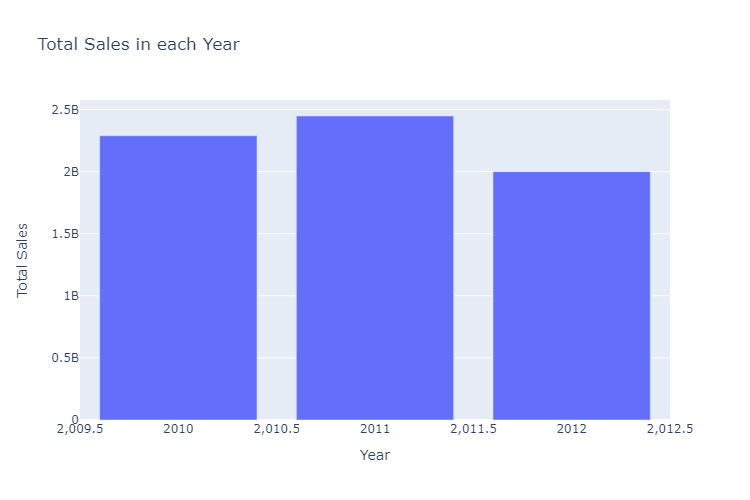 Total Sales in each Year
2.5B
2B
1.5B
1B
0.5B
0
Total Sales
2,009.5 2010 2,010.5 2011 2,011.5 2012 2,012.5
Year